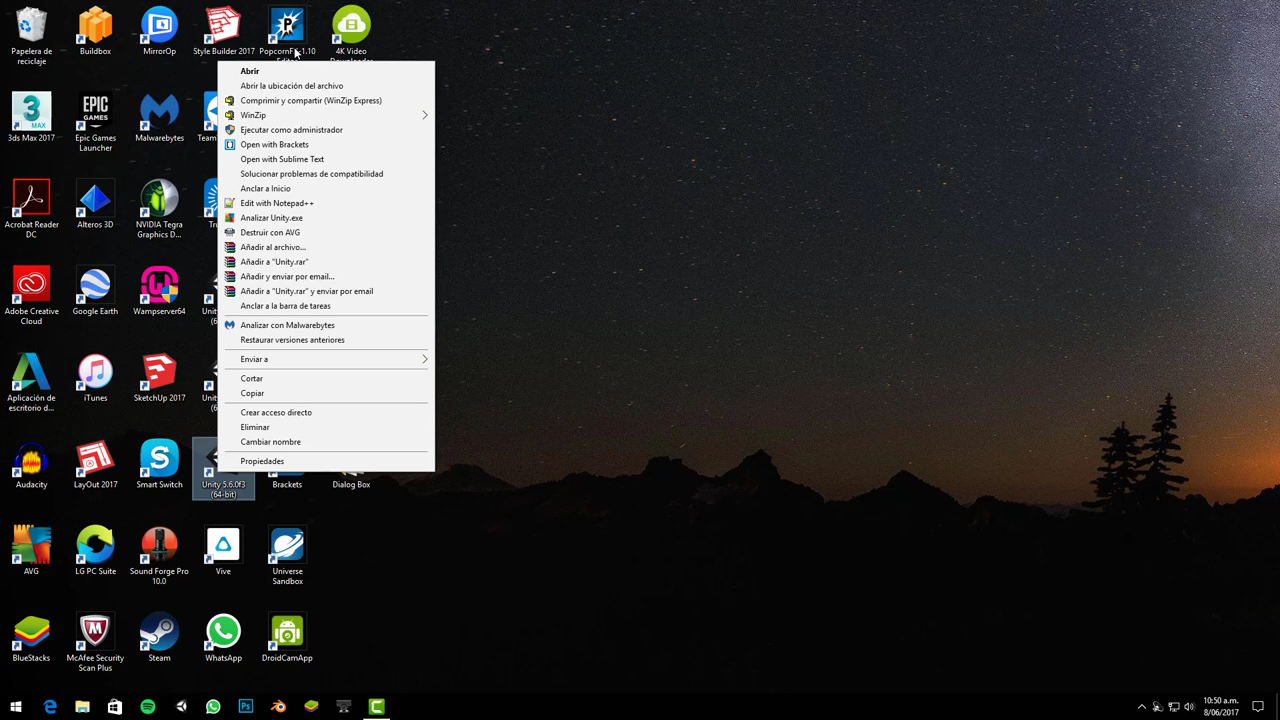 Papelera de
reciclaje
Buildbox
MirrorOp
Style Builder 2017
4K Video
Abrir
Abrir la ubicación del archivo
Comprimir y compartir (WinZip Express)
WinZip
Ejecutar como administrador
Open with Brackets
Open with Sublime Text
Solucionar problemas de compatibilidad
Anclar a Inicio
Edit with Notepad++
Analizar Unity.exe
Destruir con AVG
Añadir al archivo...
Añadir a "Unity.rar"
Añadir y enviar por email...
Añadir a "Unity.rar" y enviar por email
Anclar a la barra de tareas
Analizar con Malwarebytes
Restaurar versiones anteriores
Enviar a
Cortar
Copiar
Crear acceso directo
Eliminar
Cambiar nombre
Propiedades
3
MAX
3ds Max 2017
EPIC
GAMES
Epic Games
Launcher
Malwarebytes
Acrobat Reader
DC
Alteros 3D
NVIDIA Tegra
Graphics D...
Adobe Creative
Cloud
Google Earth
Wampserver64
Aplicación de
escritorio d...
iTunes
SketchUp 2017
Audacity
LayOut 2017
S
Smart Switch
Unity 5.6.0f3
(64-bit)
Brackets
Dialog Box
AVG
LG PC Suite
Sound Forge Pro
10.0
Vive
Universe
Sandbox
BlueStacks
McAfee Security
Scan Plus
Steam
WhatsApp
DroidCamApp
Ps
10:50 a.m.
8/06/2017